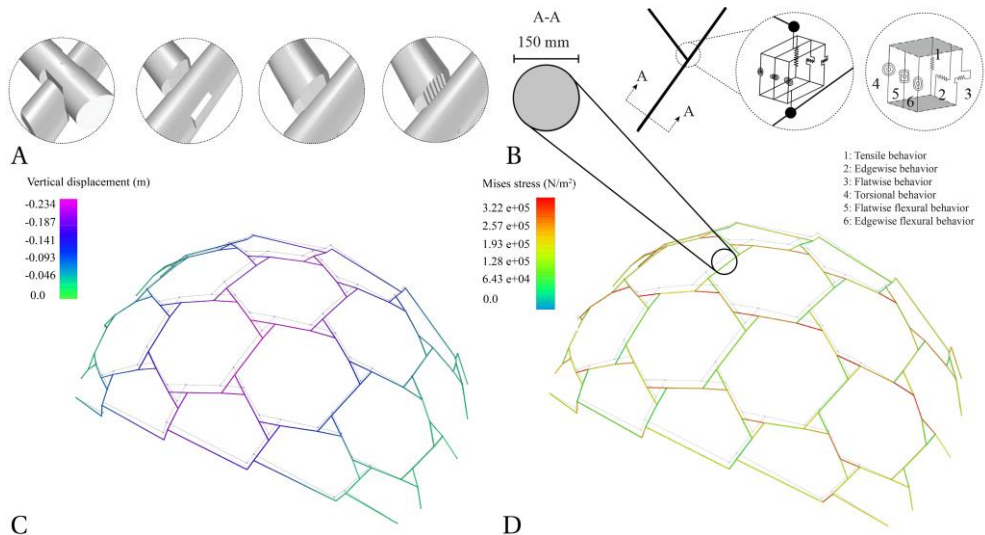 A
A-A
150 mm
A
A
B
1
4
5
6
2
3
1: Tensile behavior
2: Edgewise behavior
3: Flatwise behavior
4: Torsional behavior
5: Flatwise flexural behavior
6: Edgewise flexural behavior
Vertical displacement (m)
-0.234
-0.187
-0.141
-0.093
-0.046
0.0
C
Mises stress (N/m²)
3.22 e+05
2.57 e+05
1.93 e+05
1.28 e+05
6.43 e+04
0.0
D